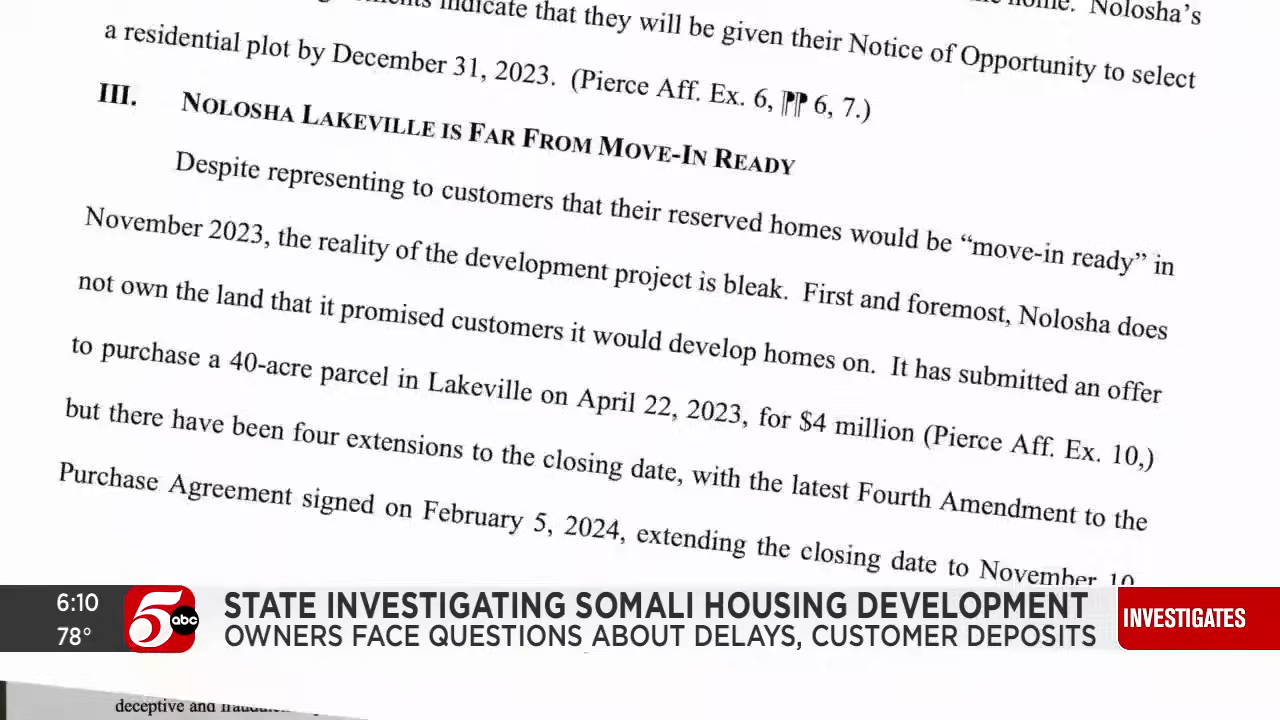 indicate that they will be given their Notice of Opportunity to select
home. Nolosha’s
a residential plot by December 31, 2023. (Pierce Aff. Ex. 6, ¶¶ 6, 7.)
III. NOLOSHA LAKEVILLE IS FAR FROM MOVE-IN READY
Despite representing to customers that their reserved homes would be “move-in ready” in
November 2023, the reality of the development project is bleak. First and foremost, Nolosha does
not own the land that it promised customers it would develop homes on. It has submitted an offer
to purchase a 40-acre parcel in Lakeville on April 22, 2023, for $4 million (Pierce Aff. Ex. 10,)
but there have been four extensions to the closing date, with the latest Fourth Amendment to the
Purchase Agreement signed on February 5, 2024, extending the closing date to November 10
6:10
78°
5 abc
STATE INVESTIGATING SOMALI HOUSING DEVELOPMENT
OWNERS FACE QUESTIONS ABOUT DELAYS, CUSTOMER DEPOSITS
INVESTIGATES
deceptive and